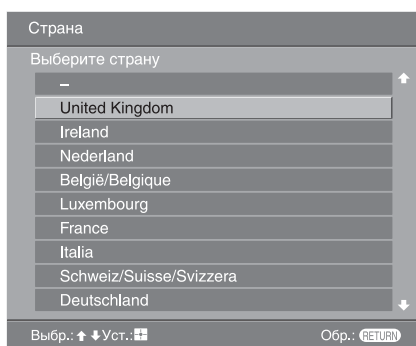 Страна
Выберите страну
–
United Kingdom
Ireland
Nederland
België/Belgique
Luxembourg
France
Italia
Schweiz/Suisse/Svizzera
Deutschland
Выбр.: ↑ ↓ Уст.: Обр.: RETURN